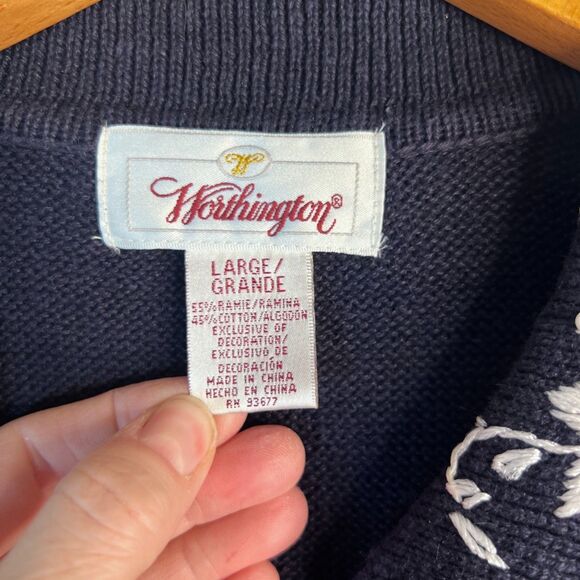 W
Worthington®
LARGE/
GRANDE
55% RAMIE/RAMINA
45% COTTON/ALGODON
EXCLUSIVE OF
DECORATION/
EXCLUSIVO DE
DECORACIÓN
MADE IN CHINA
HECHO EN CHINA
RN 93677